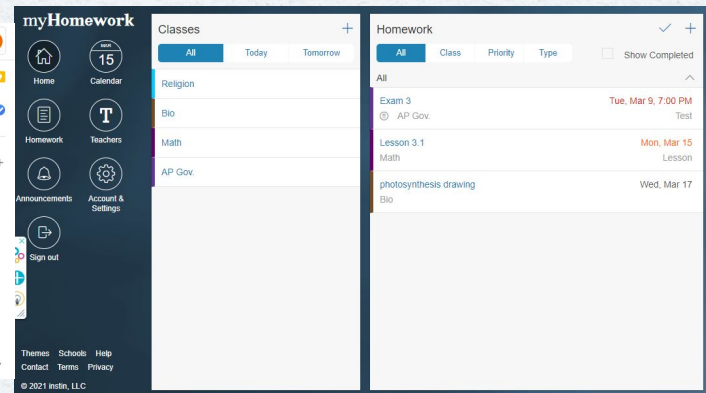 myHomework
Home
MAR
15
Calendar
Homework
T
Teachers
Announcements
Account &
Settings
Sign out
Themes Schools Help
Contact Terms Privacy
© 2021 instin, LLC
Classes +
All Today Tomorrow
Religion
Bio
Math
AP Gov.
Homework +
All Class Priority Type Show Completed
All
Exam 3 Tue, Mar 9, 7:00 PM
AP Gov. Test
Lesson 3.1 Mon, Mar 15
Math Lesson
photosynthesis drawing Wed, Mar 17
Bio